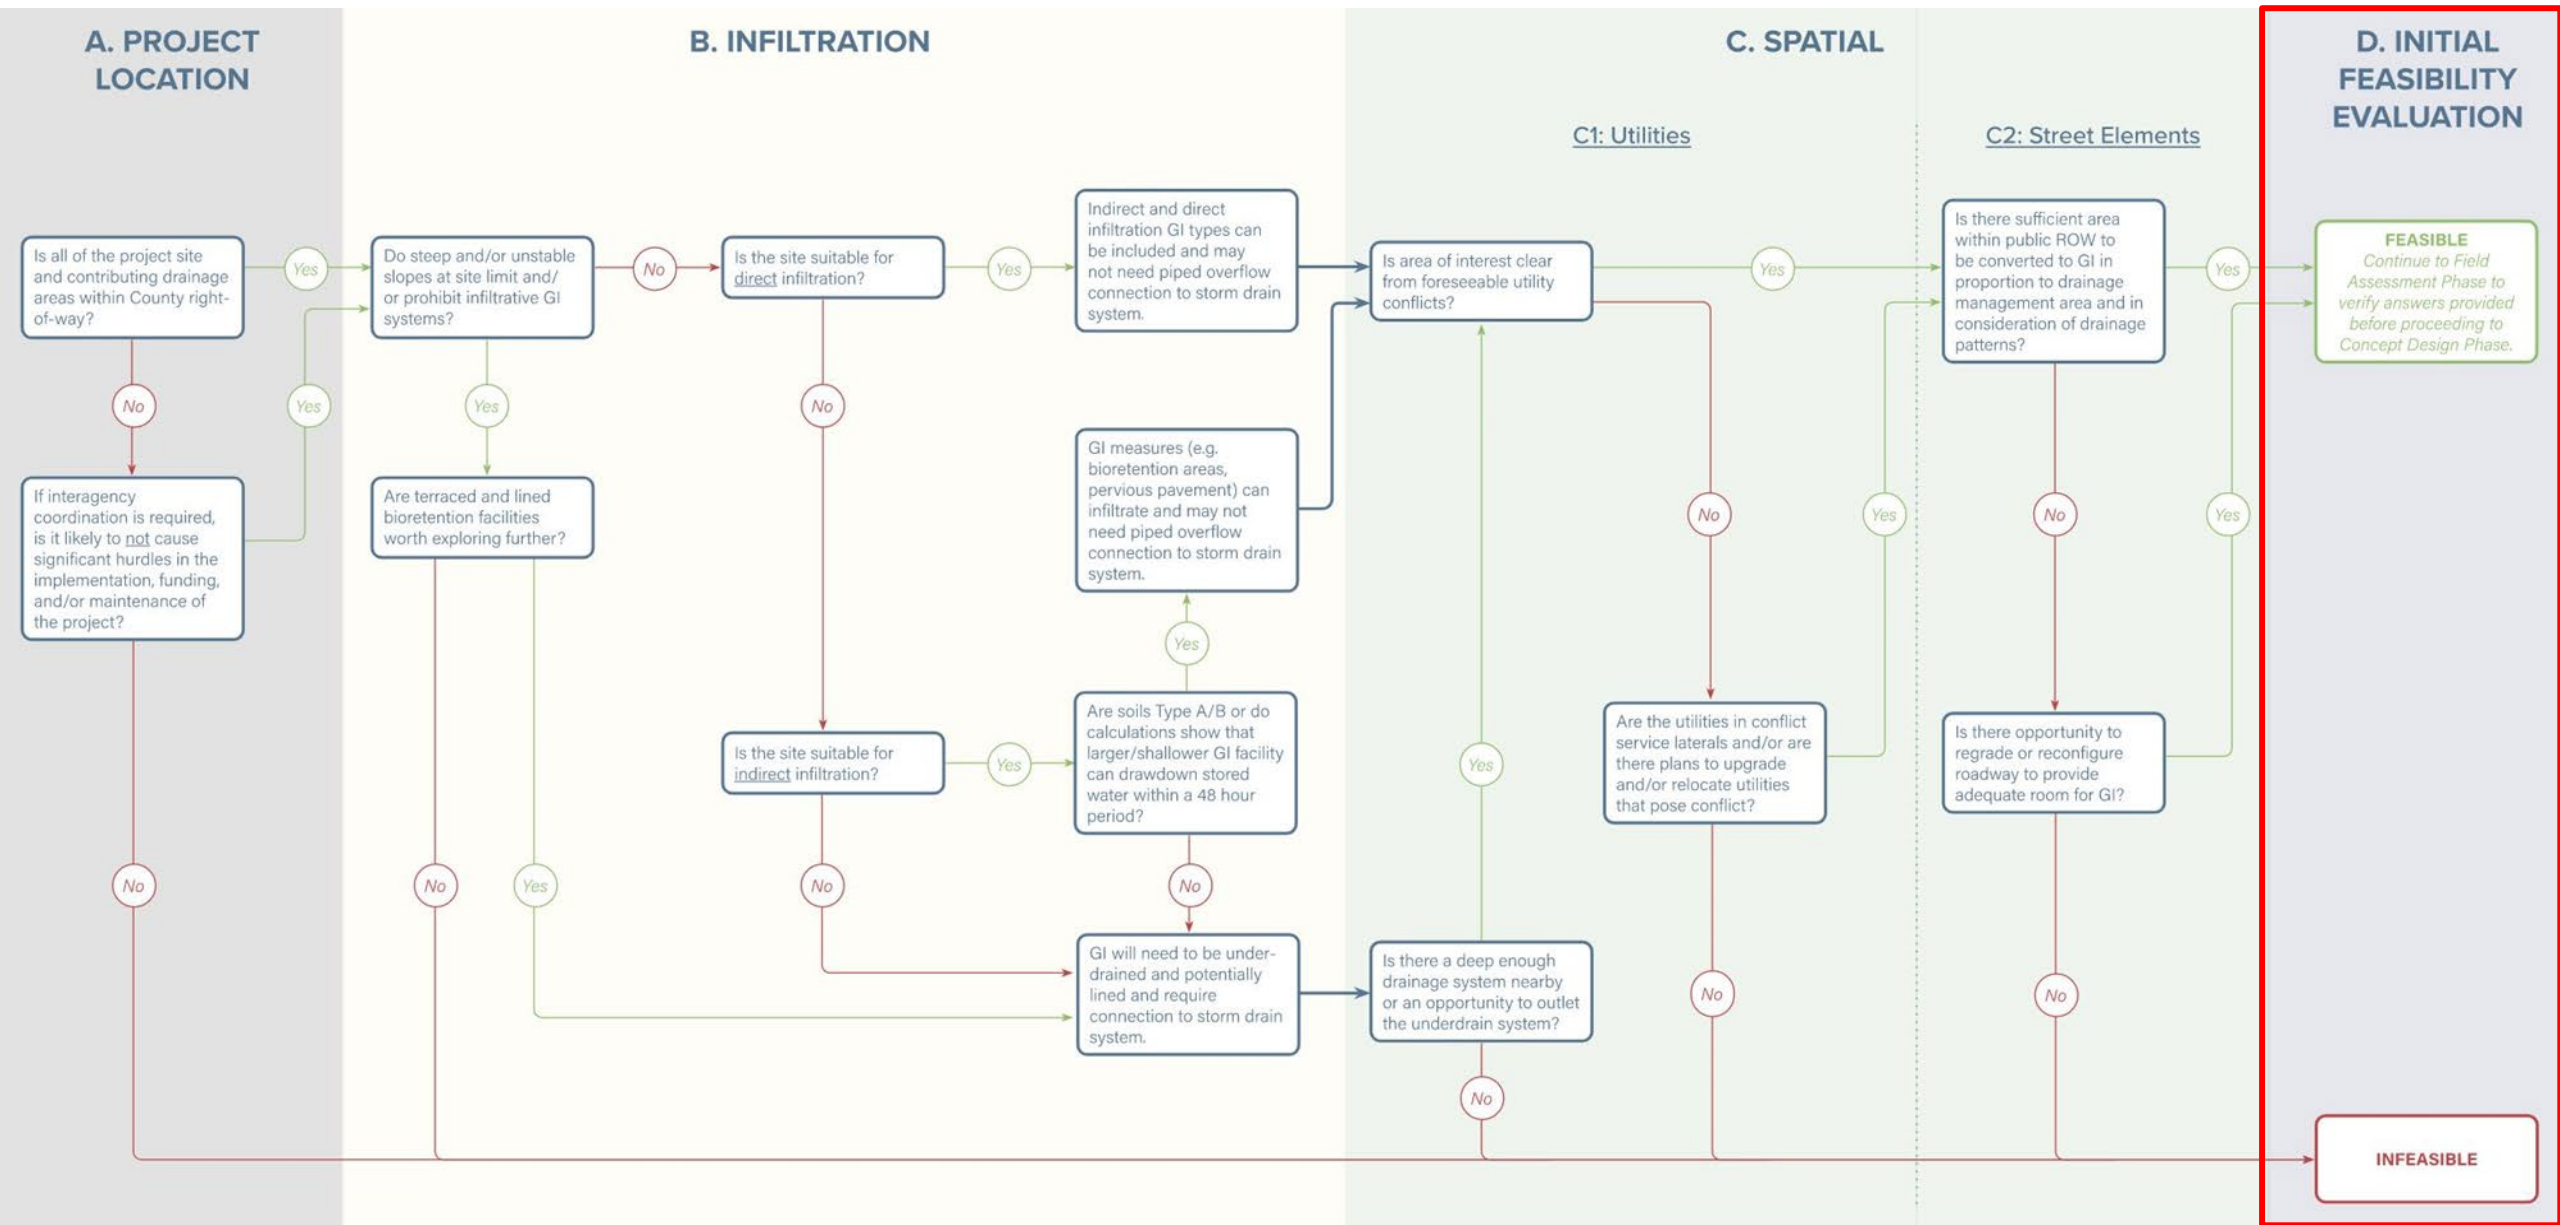 A. PROJECT
LOCATION
Is all of the project site
and contributing drainage
areas within County right-
of-way?
Yes
No
Yes
If interagency
coordination is required,
is it likely to not cause
significant hurdles in the
implementation, funding,
and/or maintenance of
the project?
No
B. INFILTRATION
Do steep and/or unstable
slopes at site limit and/
or prohibit infiltrative GI
systems?
No
Yes
Are terraced and lined
bioretention facilities
worth exploring further?
No
Yes
Is the site suitable for
direct infiltration?
Yes
No
Is the site suitable for
indirect infiltration?
Yes
No
Indirect and direct
infiltration GI types can
be included and may
not need piped overflow
connection to storm drain
system.
GI measures (e.g.
bioretention areas,
pervious pavement) can
infiltrate and may not
need piped overflow
connection to storm drain
system.
Yes
Are soils Type A/B or do
calculations show that
larger/shallower GI facility
can drawdown stored
water within a 48 hour
period?
No
GI will need to be under-
drained and potentially
lined and require
connection to storm drain
system.
C. SPATIAL
C1: Utilities
Is area of interest clear
from foreseeable utility
conflicts?
Yes
No
Yes
Yes
Are the utilities in conflict
service laterals and/or are
there plans to upgrade
and/or relocate utilities
that pose conflict?
No
Is there a deep enough
drainage system nearby
or an opportunity to outlet
the underdrain system?
No
C2: Street Elements
Is there sufficient area
within public ROW to
be converted to GI in
proportion to drainage
management area and in
consideration of drainage
patterns?
Yes
No
Yes
Is there opportunity to
regrade or reconfigure
roadway to provide
adequate room for GI?
No
D. INITIAL
FEASIBILITY
EVALUATION
FEASIBLE
Continue to Field
Assessment Phase to
verify answers provided
before proceeding to
Concept Design Phase.
INFEASIBLE